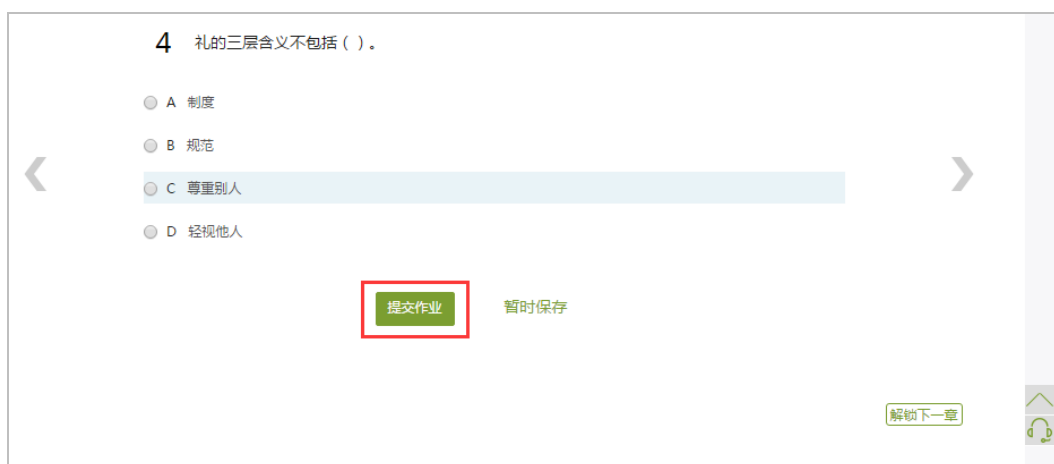 4 礼的三层含义不包括 ( ) 。
A 制度
B 规范
C 尊重别人
D 轻视他人
提交作业 暂时保存
解锁下一章